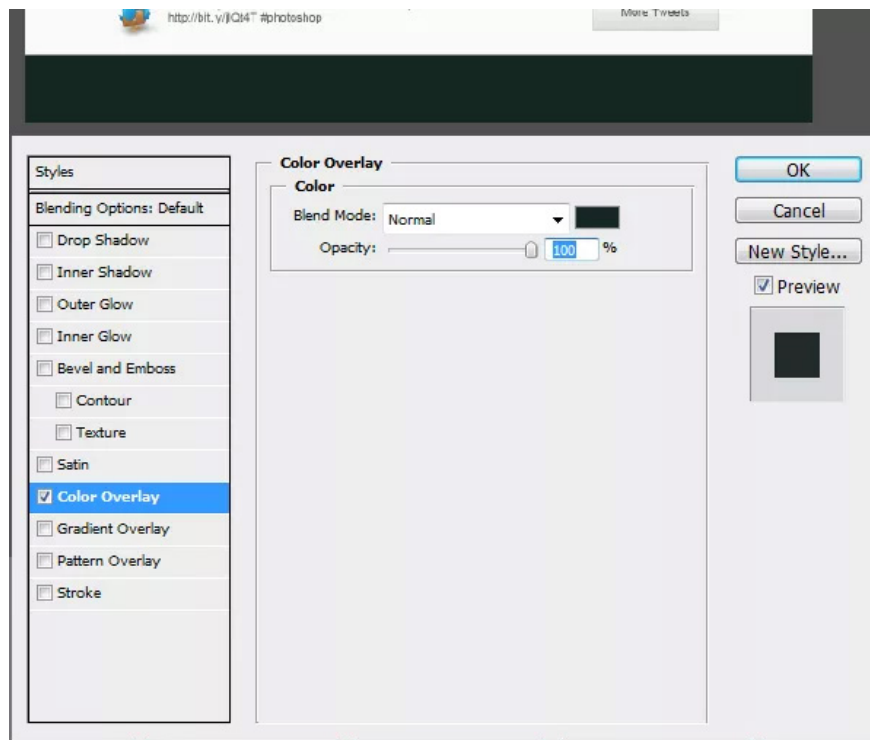 http://bit.y/jlQt4T #photoshop
More Tweets
Styles
Blending Options: Default
Drop Shadow
Inner Shadow
Outer Glow
Inner Glow
Bevel and Emboss
Contour
Texture
Satin
Color Overlay
Gradient Overlay
Pattern Overlay
Stroke
Color Overlay
Color
Blend Mode: Normal
Opacity: 100 %
OK
Cancel
New Style...
Preview